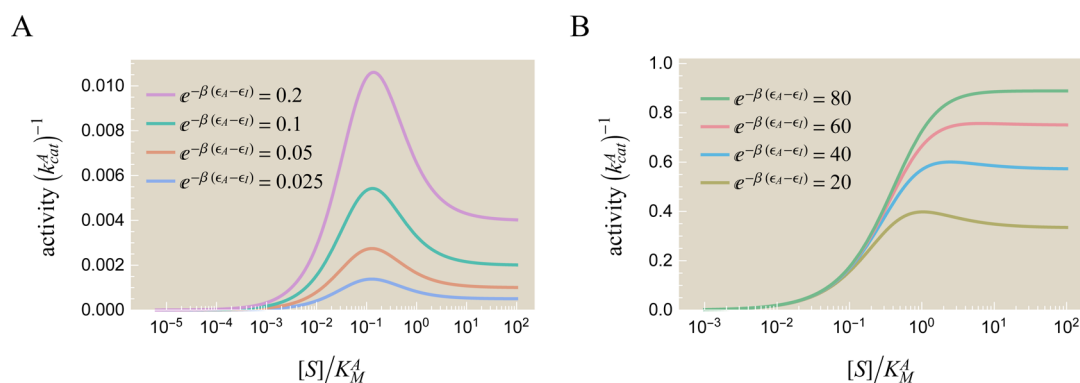 A
0.010
0.008
0.006
0.004
0.002
0.000
activity (k_cat^A)^−1
e^−β (ϵ_A−ϵ_I) = 0.2
e^−β (ϵ_A−ϵ_I) = 0.1
e^−β (ϵ_A−ϵ_I) = 0.05
e^−β (ϵ_A−ϵ_I) = 0.025
10^−5 10^−4 10^−3 10^−2 10^−1 10^0 10^1 10^2
[S]/K_M^A
B
1.0
0.8
0.6
0.4
0.2
0.0
activity (k_cat^A)^−1
e^−β (ϵ_A−ϵ_I) = 80
e^−β (ϵ_A−ϵ_I) = 60
e^−β (ϵ_A−ϵ_I) = 40
e^−β (ϵ_A−ϵ_I) = 20
10^−3 10^−2 10^−1 10^0 10^1 10^2
[S]/K_M^A